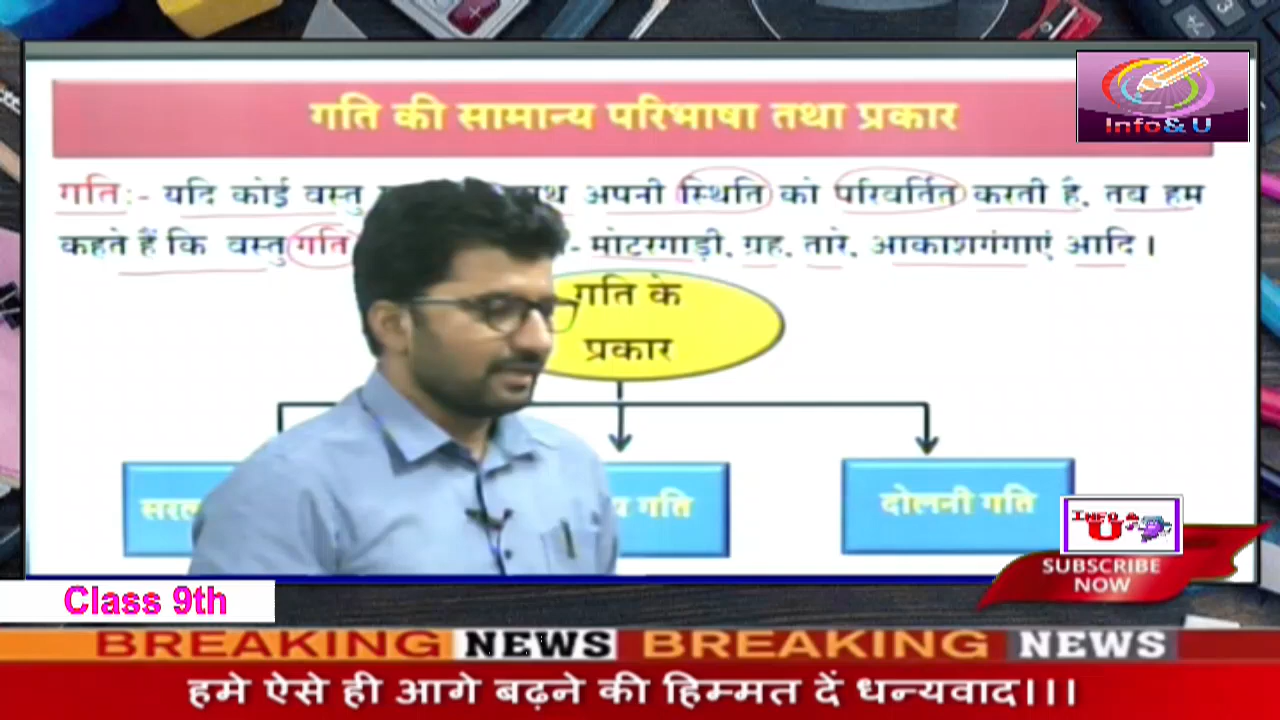 गति की सामान्य परिभाषा तथा प्रकार
Info & U
गति:- यदि कोई वस्तु अपनी स्थिति को परिवर्तित करती है, तब हम
कहते हैं कि वस्तु गति - मोटरगाड़ी, ग्रह, तारे, आकाशगंगाएं आदि ।
गति के
प्रकार
गति
दोलनी गति
INFO &
U
SUBSCRIBE
NOW
Class 9th
BREAKING NEWS BREAKING NEWS
हमे ऐसे ही आगे बढ़ने की हिम्मत दें धन्यवाद।।।